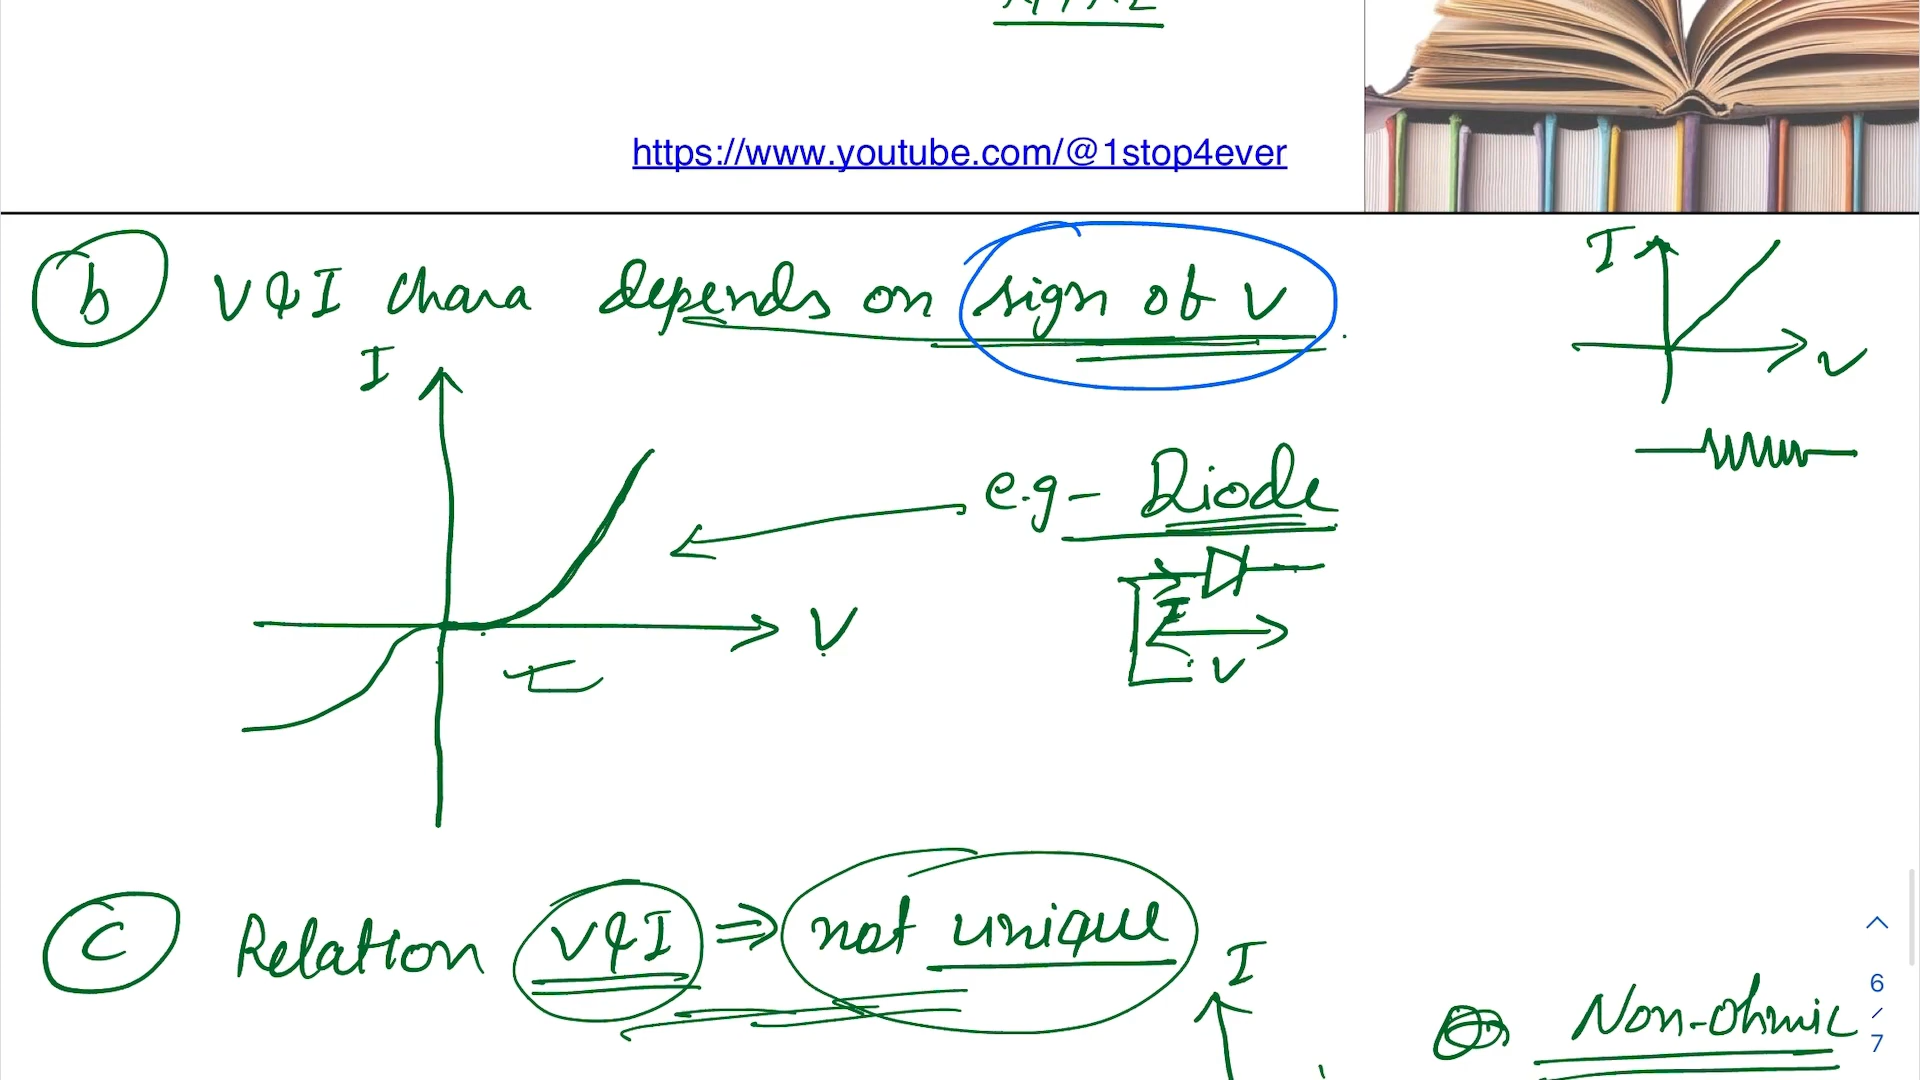 https://www.youtube.com/@1stop4ever
b V & I chara depends on sign of V
I
V
I
V
e.g - Diode
I
V
c Relation V & I ⇒ not unique
I
Non-ohmic
6
/
7